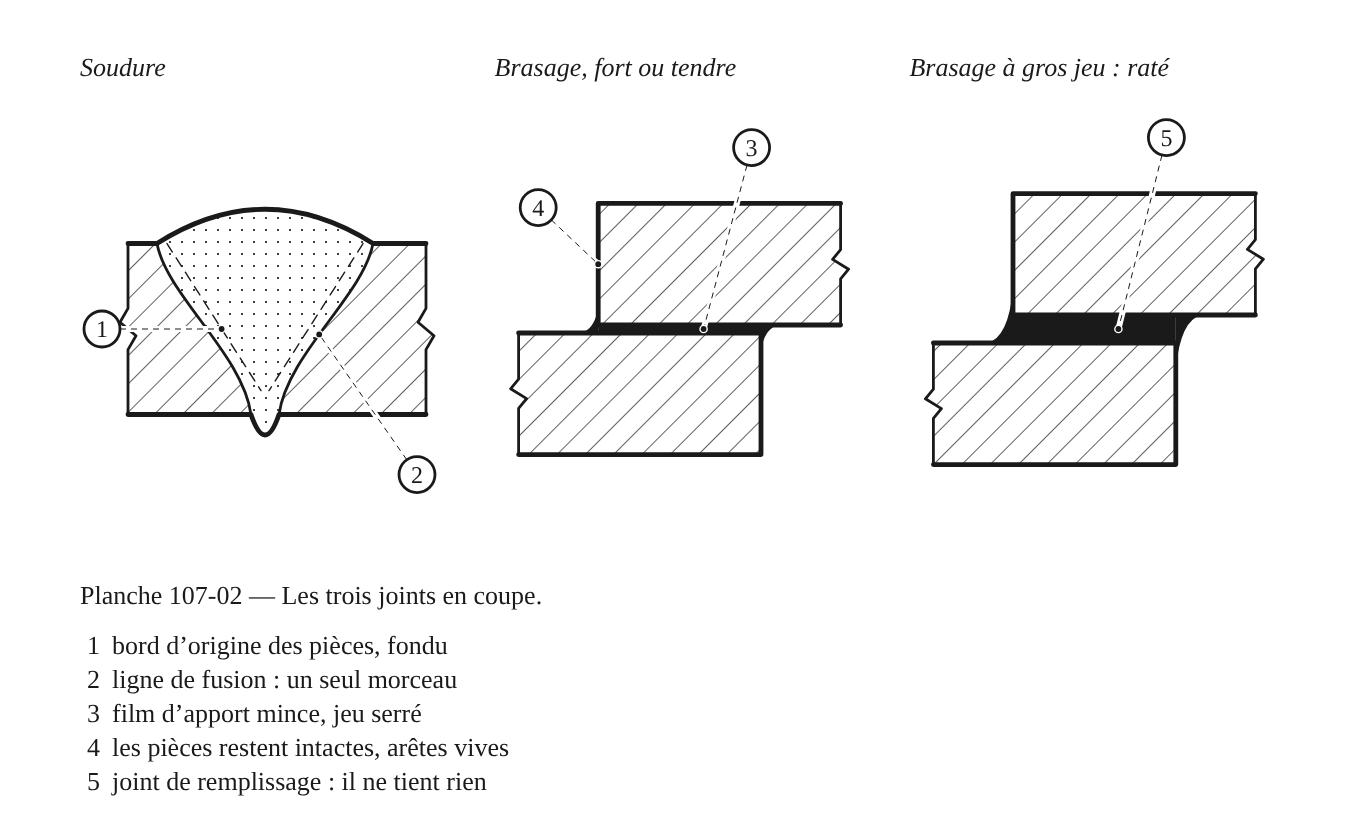 Soudure
Brasage, fort ou tendre
Brasage à gros jeu : raté
5
3
4
1
2
Planche 107-02 — Les trois joints en coupe.
1 bord d’origine des pièces, fondu
2 ligne de fusion : un seul morceau
3 film d’apport mince, jeu serré
4 les pièces restent intactes, arêtes vives
5 joint de remplissage : il ne tient rien